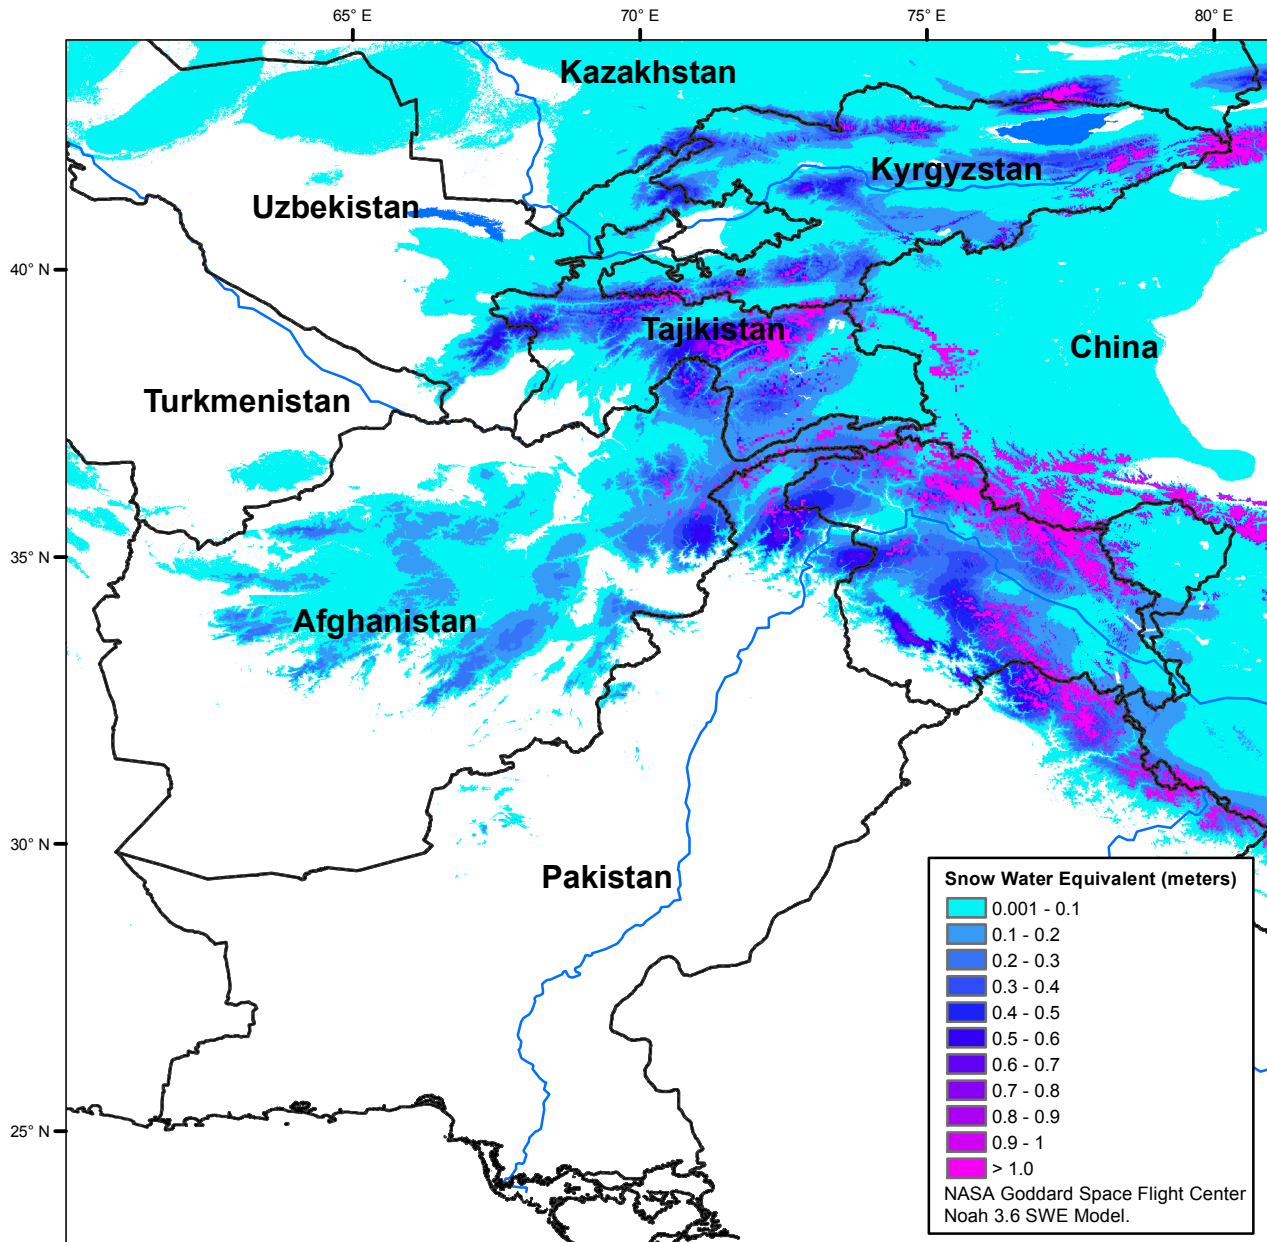 65° E
70° E
75° E
80° E
Kazakhstan
Kyrgyzstan
Uzbekistan
40° N
Tajikistan
China
Turkmenistan
35° N
Afghanistan
30° N
Pakistan
25° N
Snow Water Equivalent (meters)
0.001 - 0.1
0.1 - 0.2
0.2 - 0.3
0.3 - 0.4
0.4 - 0.5
0.5 - 0.6
0.6 - 0.7
0.7 - 0.8
0.8 - 0.9
0.9 - 1
> 1.0
NASA Goddard Space Flight Center
Noah 3.6 SWE Model.